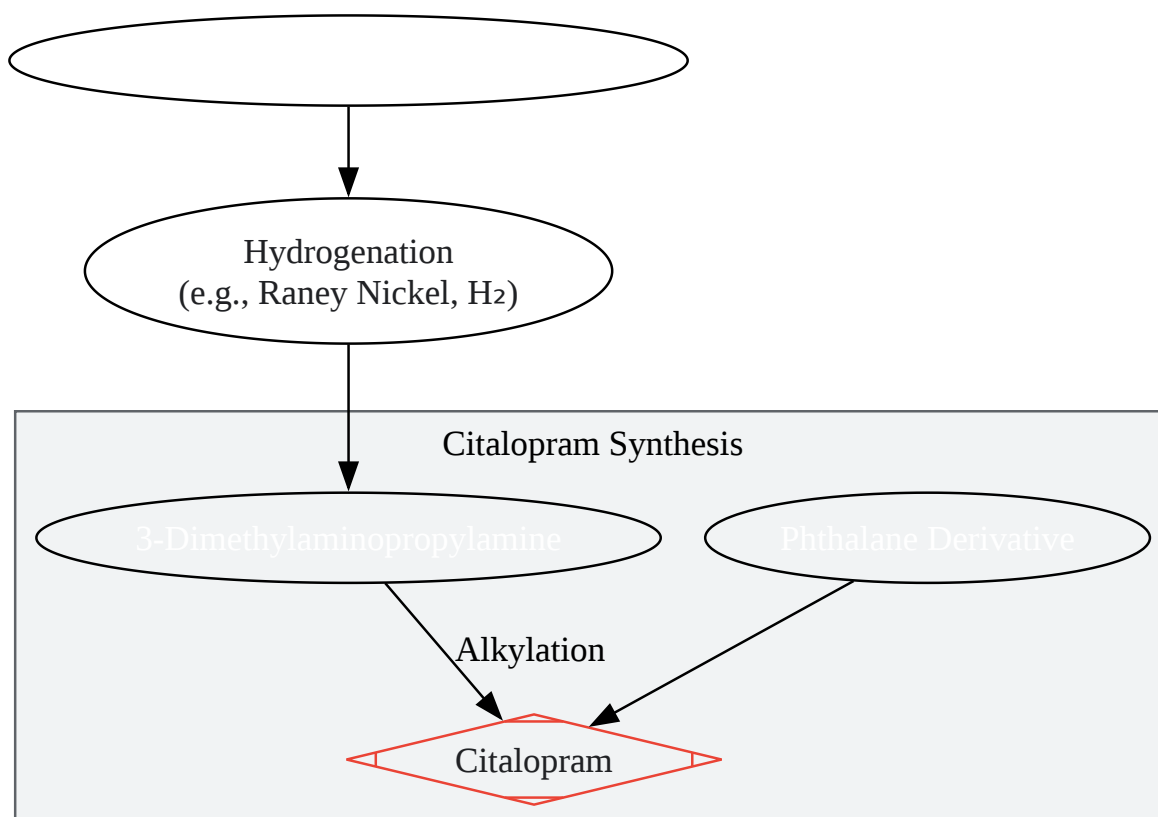 Hydrogenation
(e.g., Raney Nickel, H₂)
Citalopram Synthesis
3-Dimethylaminopropylamine
Phthalane Derivative
Alkylation
Citalopram